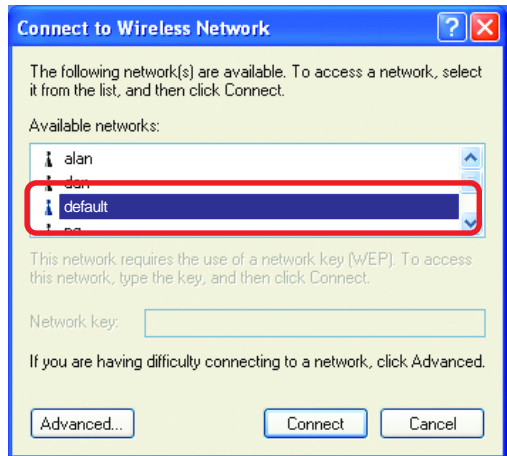 Connect to Wireless Network
The following network(s) are available. To access a network, select
it from the list, and then click Connect.
Available networks:
alan
dan
default
This network requires the use of a network key (WEP). To access
this network, type the key, and then click Connect.
Network key:
If you are having difficulty connecting to a network, click Advanced.
Advanced...
Connect
Cancel